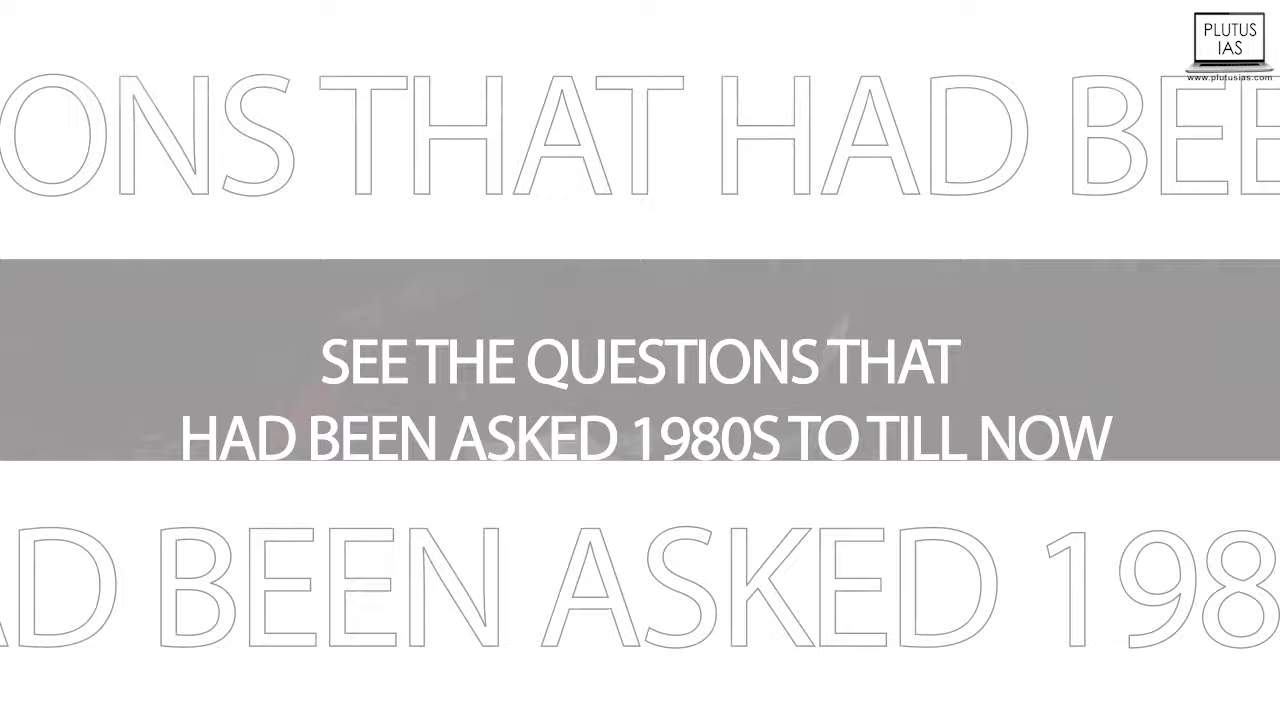 PLUTUS
IAS
www.plutusias.com
ONS THAT HAD BEE
SEE THE QUESTIONS THAT
HAD BEEN ASKED 1980S TO TILL NOW
AD BEEN ASKED 198